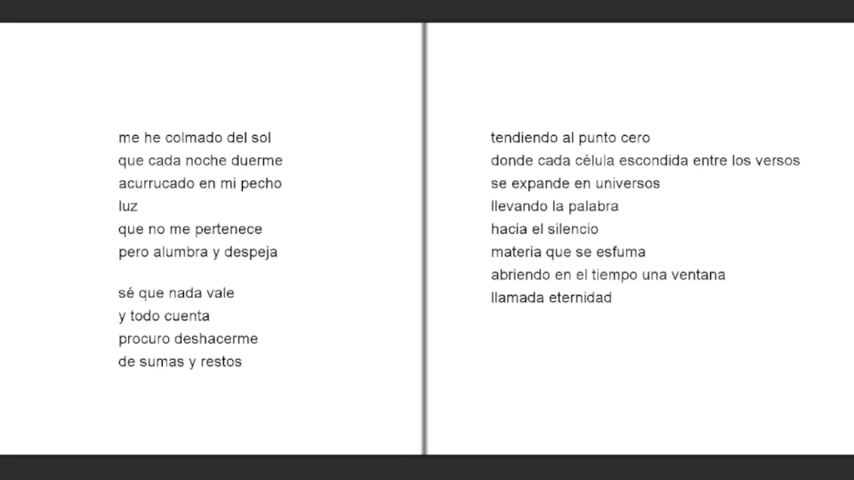 me he colmado del sol
que cada noche duerme
acurrucado en mi pecho
luz
que no me pertenece
pero alumbra y despeja
sé que nada vale
y todo cuenta
procuro deshacerme
de sumas y restos
tendiendo al punto cero
donde cada célula escondida entre los versos
se expande en universos
llevando la palabra
hacia el silencio
materia que se esfuma
abriendo en el tiempo una ventana
llamada eternidad